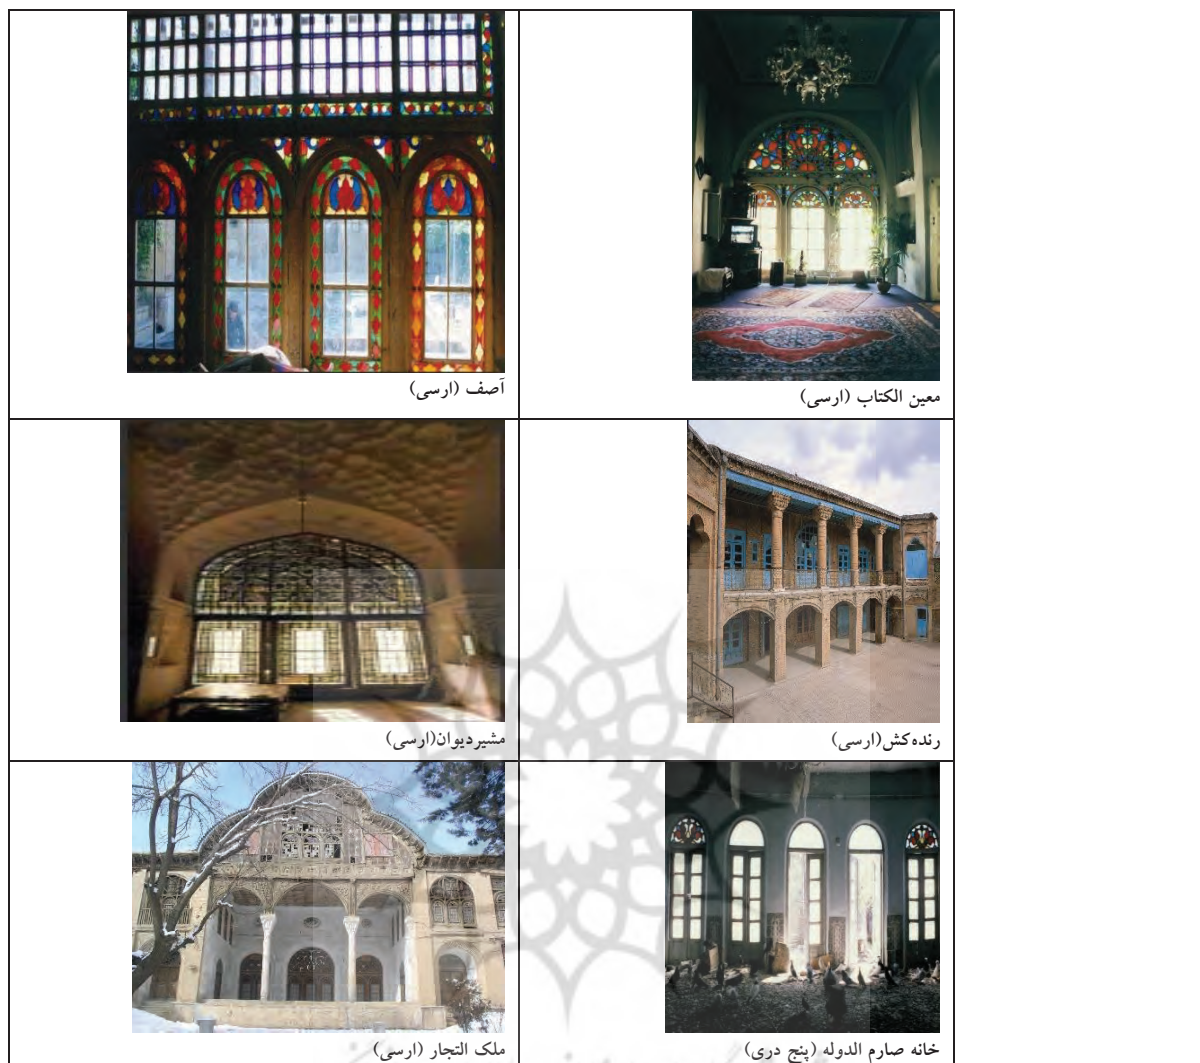 معین الکتاب (ارسی)
آصف (ارسی)
رنده‌کش(ارسی)
مشیردیوان(ارسی)
خانه صارم الدوله (پنج دری)
ملک التجار (ارسی)